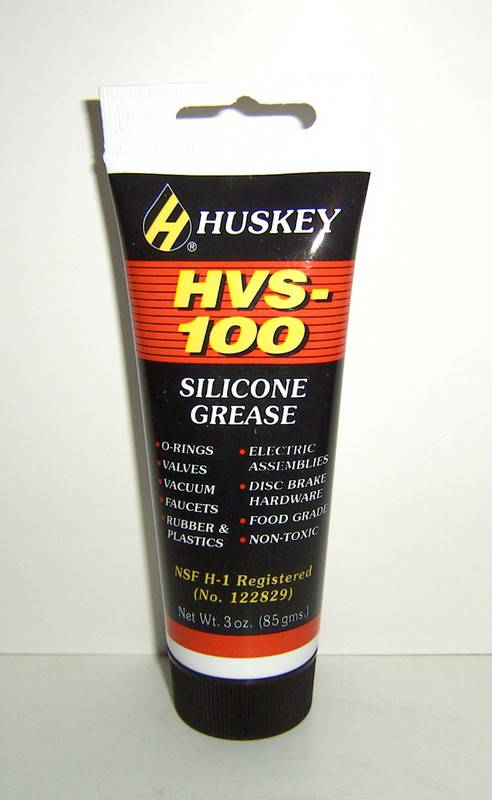 H HUSKEY
®
HVS-
100
SILICONE
GREASE
• O-RINGS
• VALVES
• VACUUM
• FAUCETS
• RUBBER &
PLASTICS
• ELECTRIC
ASSEMBLIES
• DISC BRAKE
HARDWARE
• FOOD GRADE
• NON-TOXIC
NSF H-1 Registered
(No. 122829)
Net Wt. 3 oz. (85 gms.)